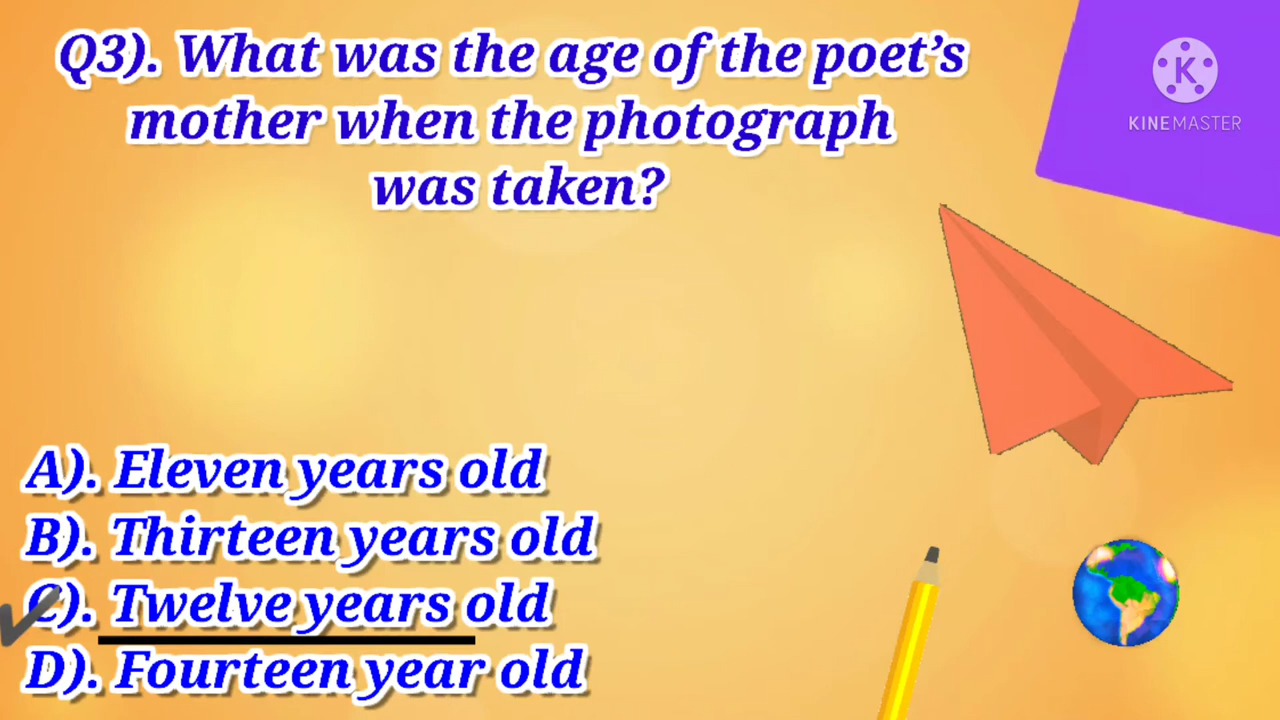 Q3). What was the age of the poet’s
mother when the photograph
was taken?
K
KINEMASTER
A). Eleven years old
B). Thirteen years old
C). Twelve years old
D). Fourteen year old